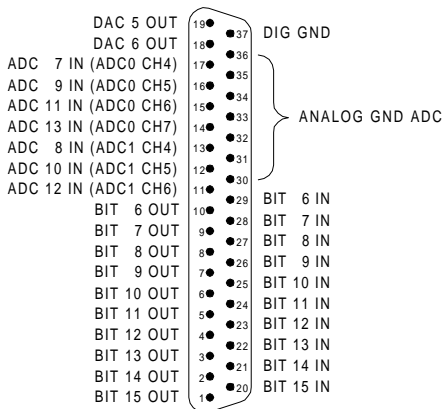 DAC 5 OUT 19
37 DIG GND
DAC 6 OUT 18
36
ADC 7 IN (ADC0 CH4) 17
35
ADC 9 IN (ADC0 CH5) 16
34
ADC 11 IN (ADC0 CH6) 15
33 ANALOG GND ADC
ADC 13 IN (ADC0 CH7) 14
32
ADC 8 IN (ADC1 CH4) 13
31
ADC 10 IN (ADC1 CH5) 12
30
ADC 12 IN (ADC1 CH6) 11
29 BIT 6 IN
BIT 6 OUT 10
28 BIT 7 IN
BIT 7 OUT 9
27 BIT 8 IN
BIT 8 OUT 8
26 BIT 9 IN
BIT 9 OUT 7
25 BIT 10 IN
BIT 10 OUT 6
24 BIT 11 IN
BIT 11 OUT 5
23 BIT 12 IN
BIT 12 OUT 4
22 BIT 13 IN
BIT 13 OUT 3
21 BIT 14 IN
BIT 14 OUT 2
20 BIT 15 IN
BIT 15 OUT 1